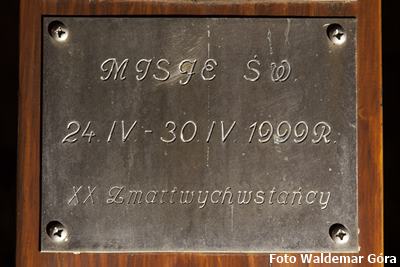 MISJE ŚW.
24.IV.-30.IV.1999R.
XX Zmartwychwstańcy
Foto Waldemar Góra